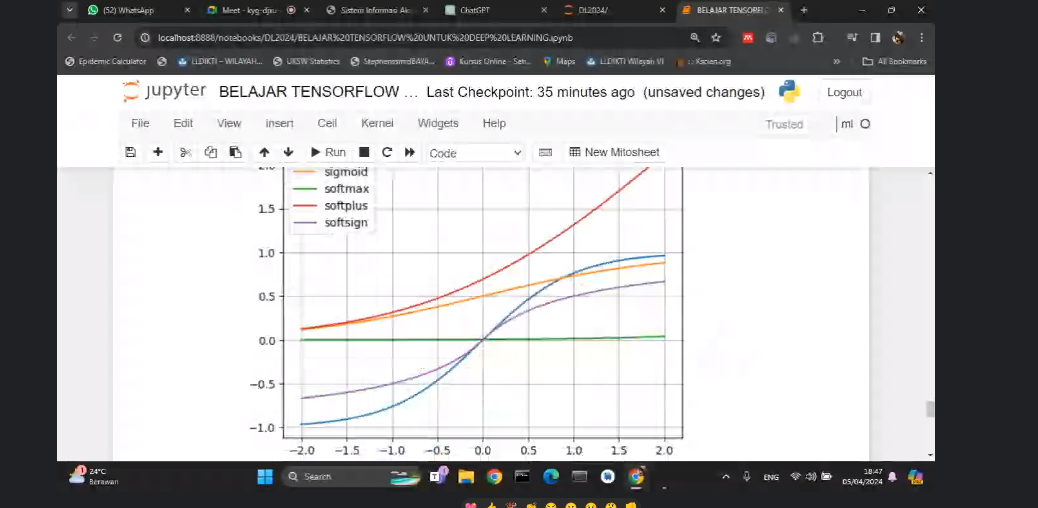 (52) WhatsApp
Meet - kyg-djxu
Sistem Informasi Ak
ChatGPT
DL2024/
BELAJAR TENSORFL
localhost:8888/notebooks/DL2024/BELAJAR%20TENSORFLOW%20UNTUK%20DEEP%20LEARNING.ipynb
Epidemic Calculator
LLDIKTI – WILAYAH...
UKSW Statistics
Kursus Online - Sek...
Maps
LLDIKTI Wilayah VI
All Bookmarks
jupyter BELAJAR TENSORFLOW ... Last Checkpoint: 35 minutes ago (unsaved changes)
Logout
File Edit View Insert Cell Kernel Widgets Help
Trusted
ml
Run
Code
New Mitosheet
2.0
sigmoid
softmax
softplus
softsign
1.5
1.0
0.5
0.0
−0.5
−1.0
−2.0 −1.5 −1.0 −0.5 0.0 0.5 1.0 1.5 2.0
24°C
Berawan
Search
ENG
18:47
05/04/2024